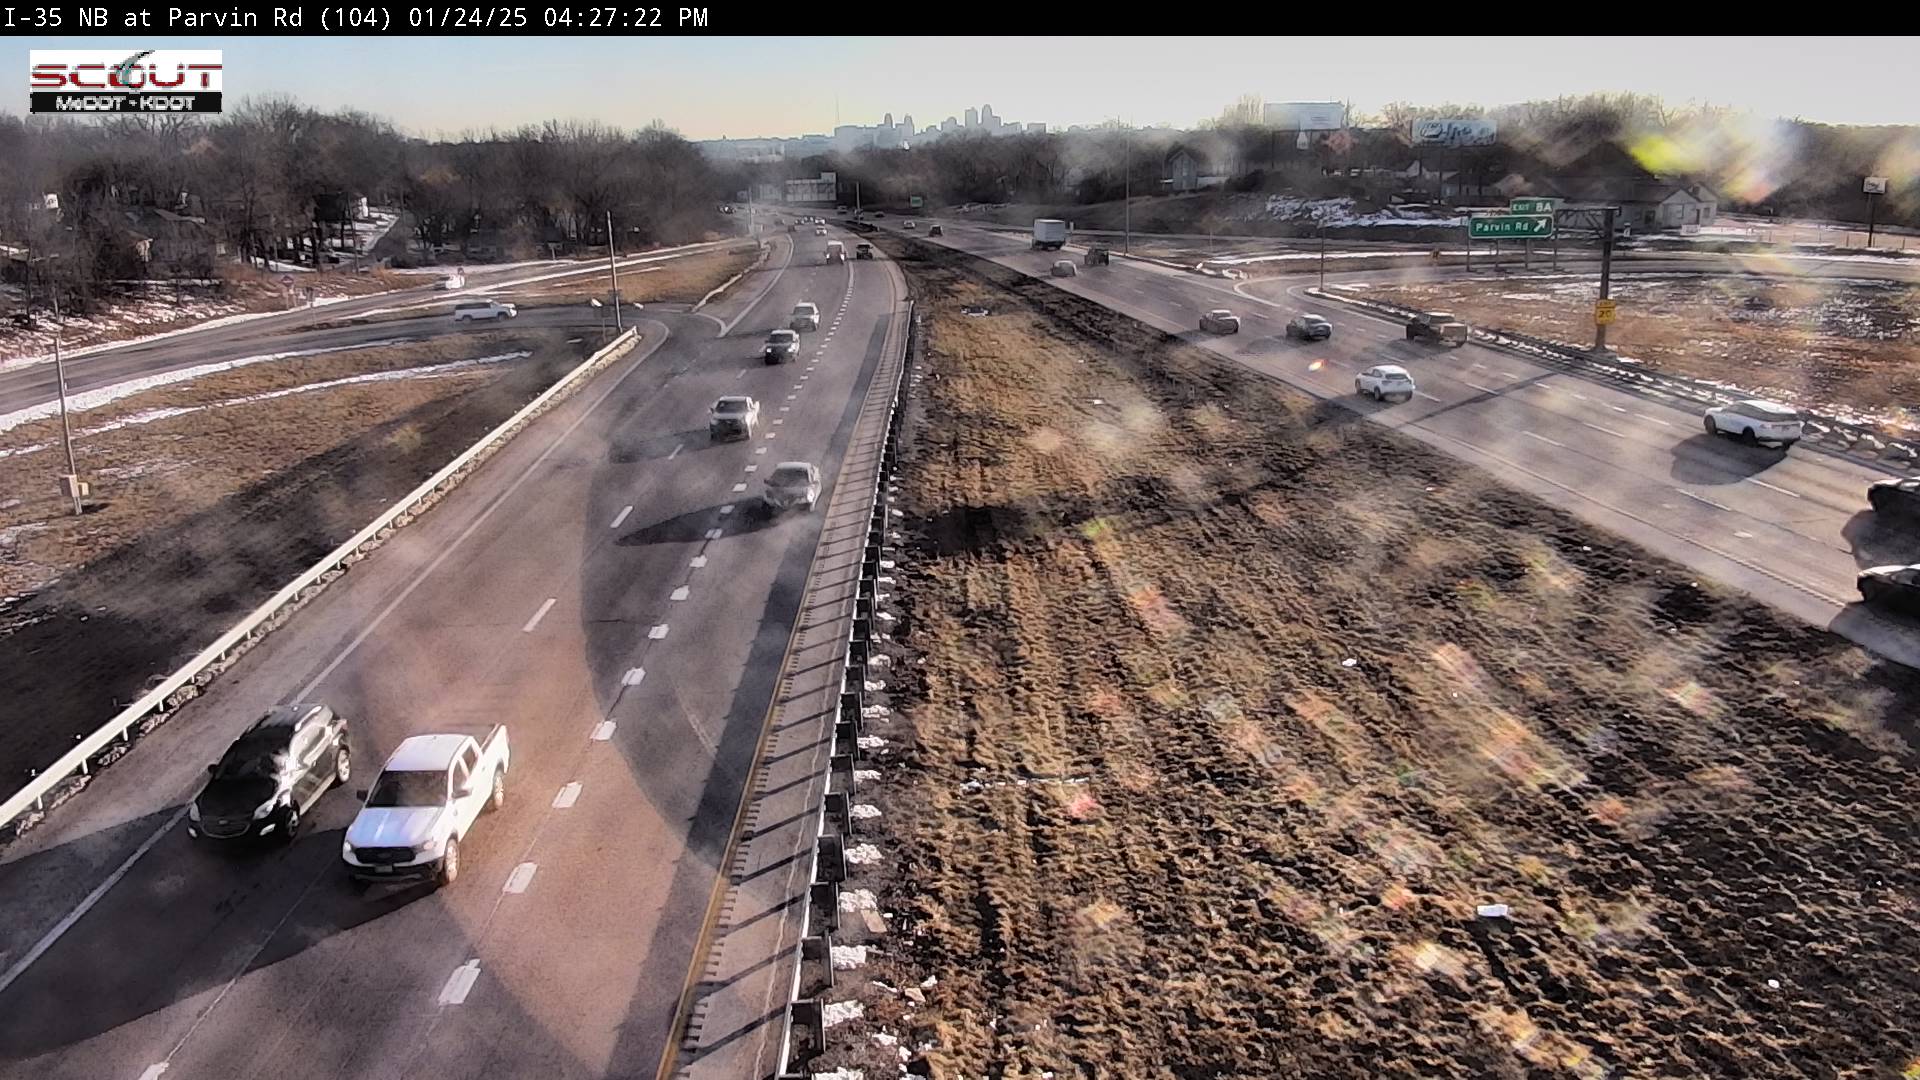 I-35 NB at Parvin Rd (104) 01/24/25 04:27:22 PM
SCOUT
MoDOT - KDOT
EXIT 8A
Parvin Rd
20